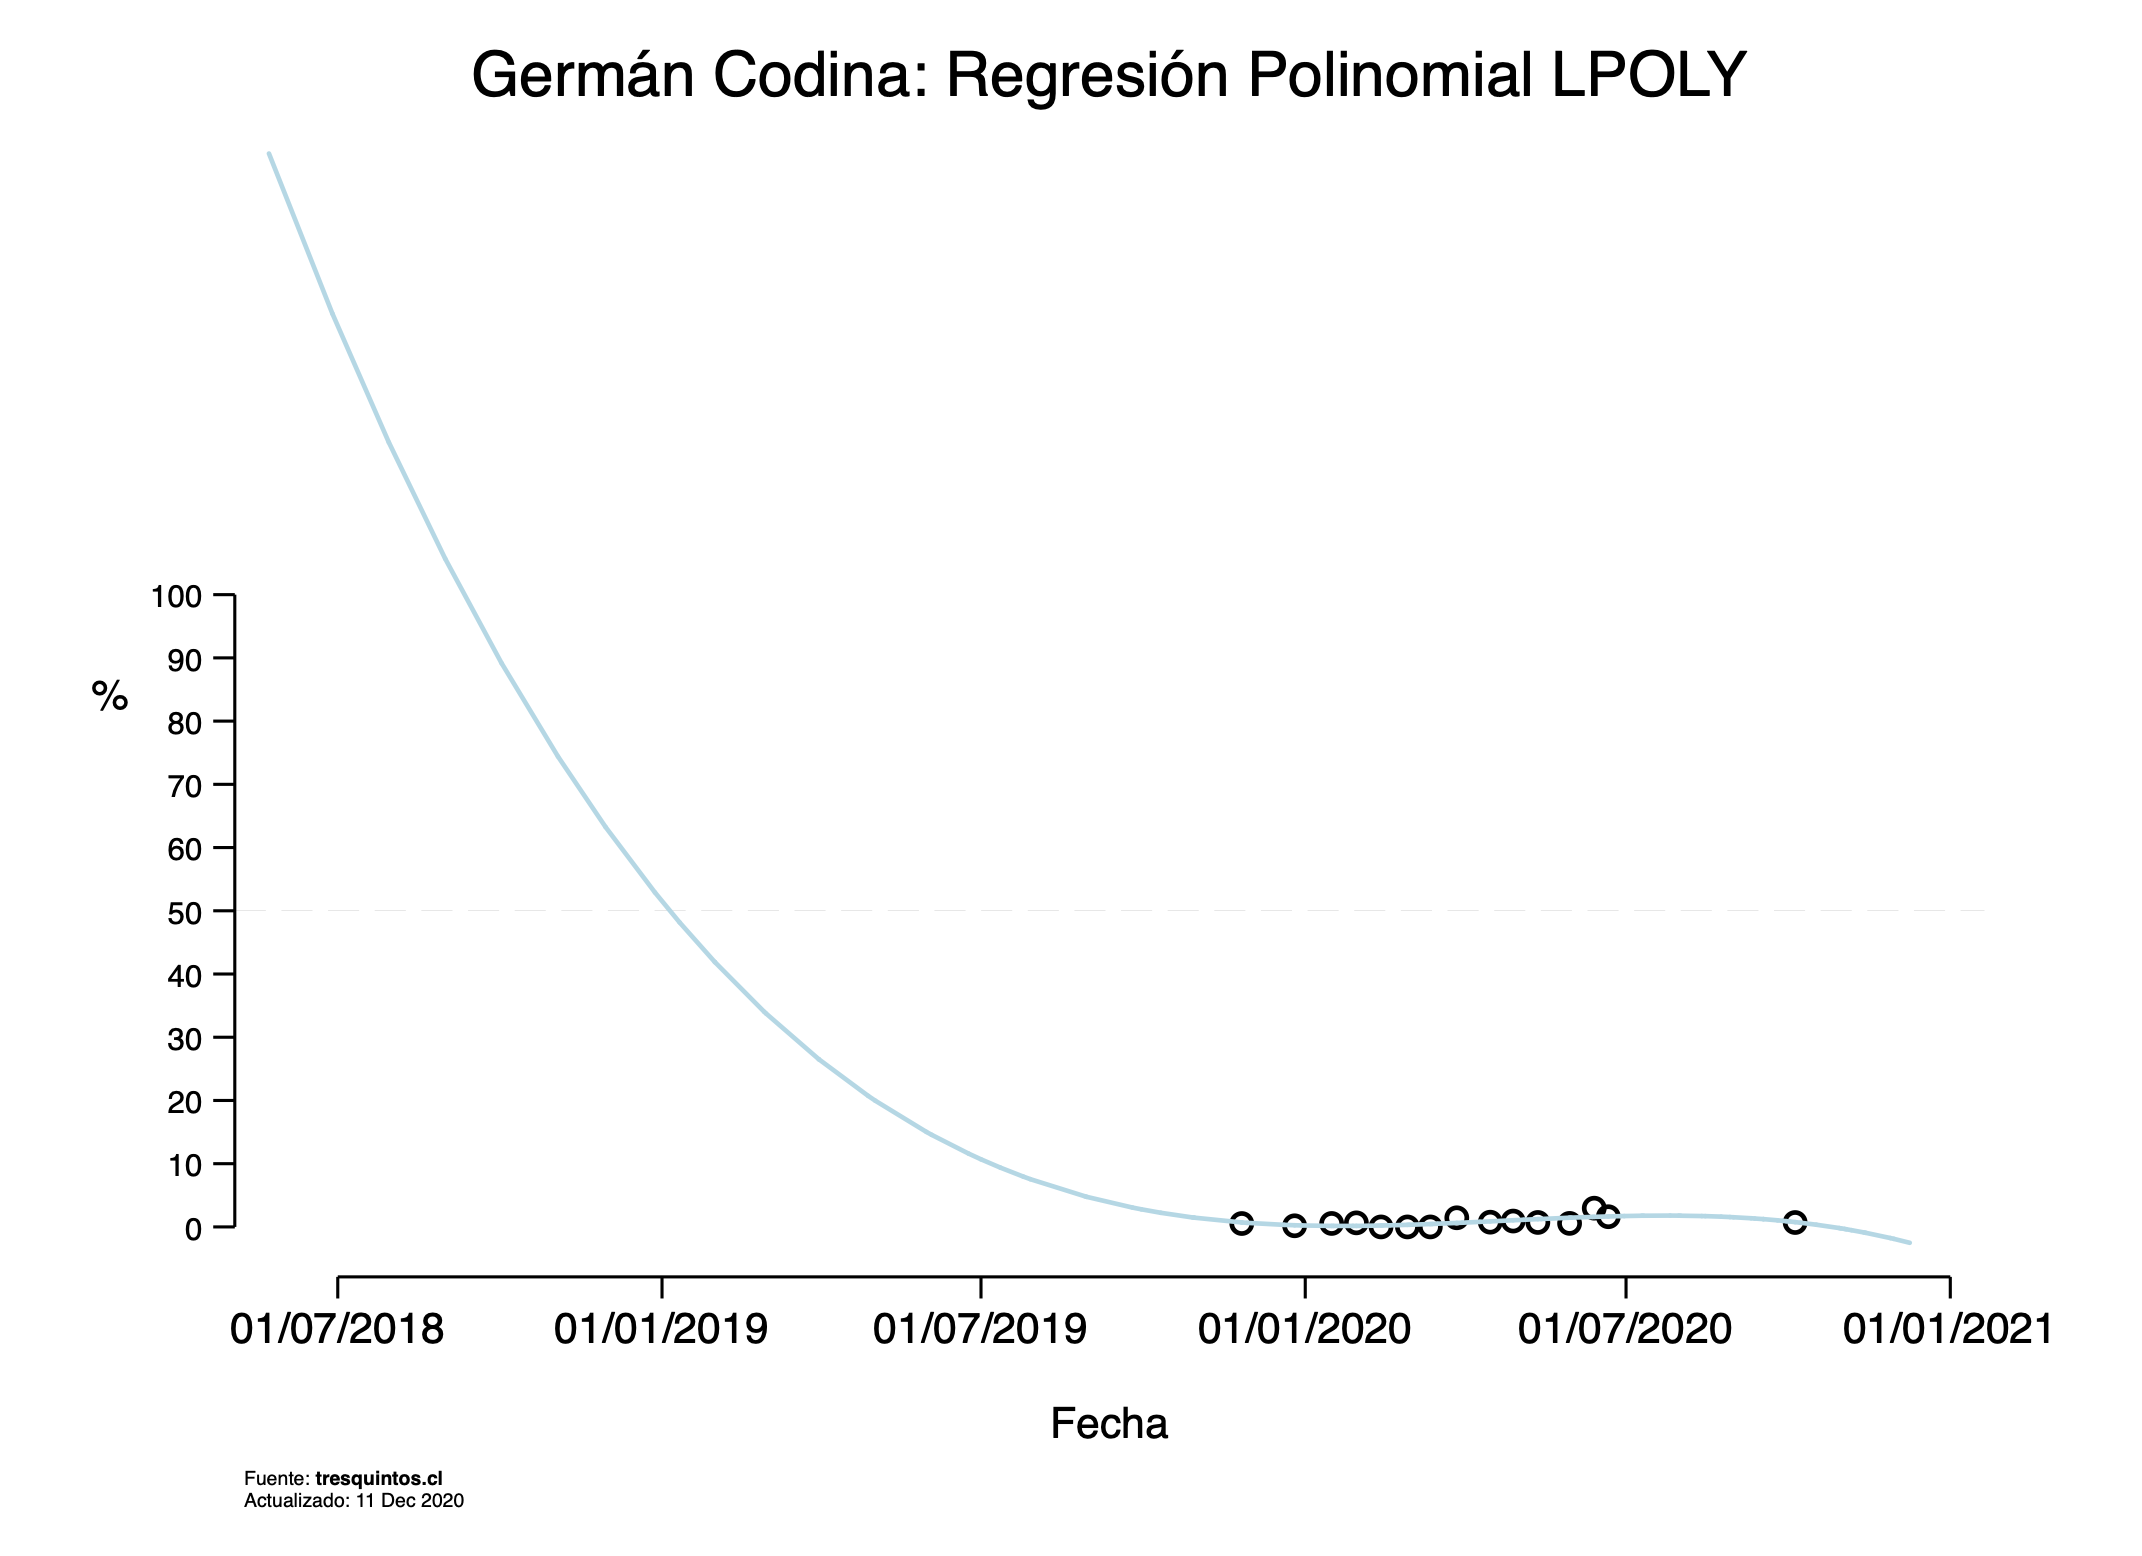 Germán Codina: Regresión Polinomial LPOLY
100
90
%
80
70
60
50
40
30
20
10
0
01/07/2018 01/01/2019 01/07/2019 01/01/2020 01/07/2020 01/01/2021
Fecha
Fuente: tresquintos.cl
Actualizado: 11 Dec 2020